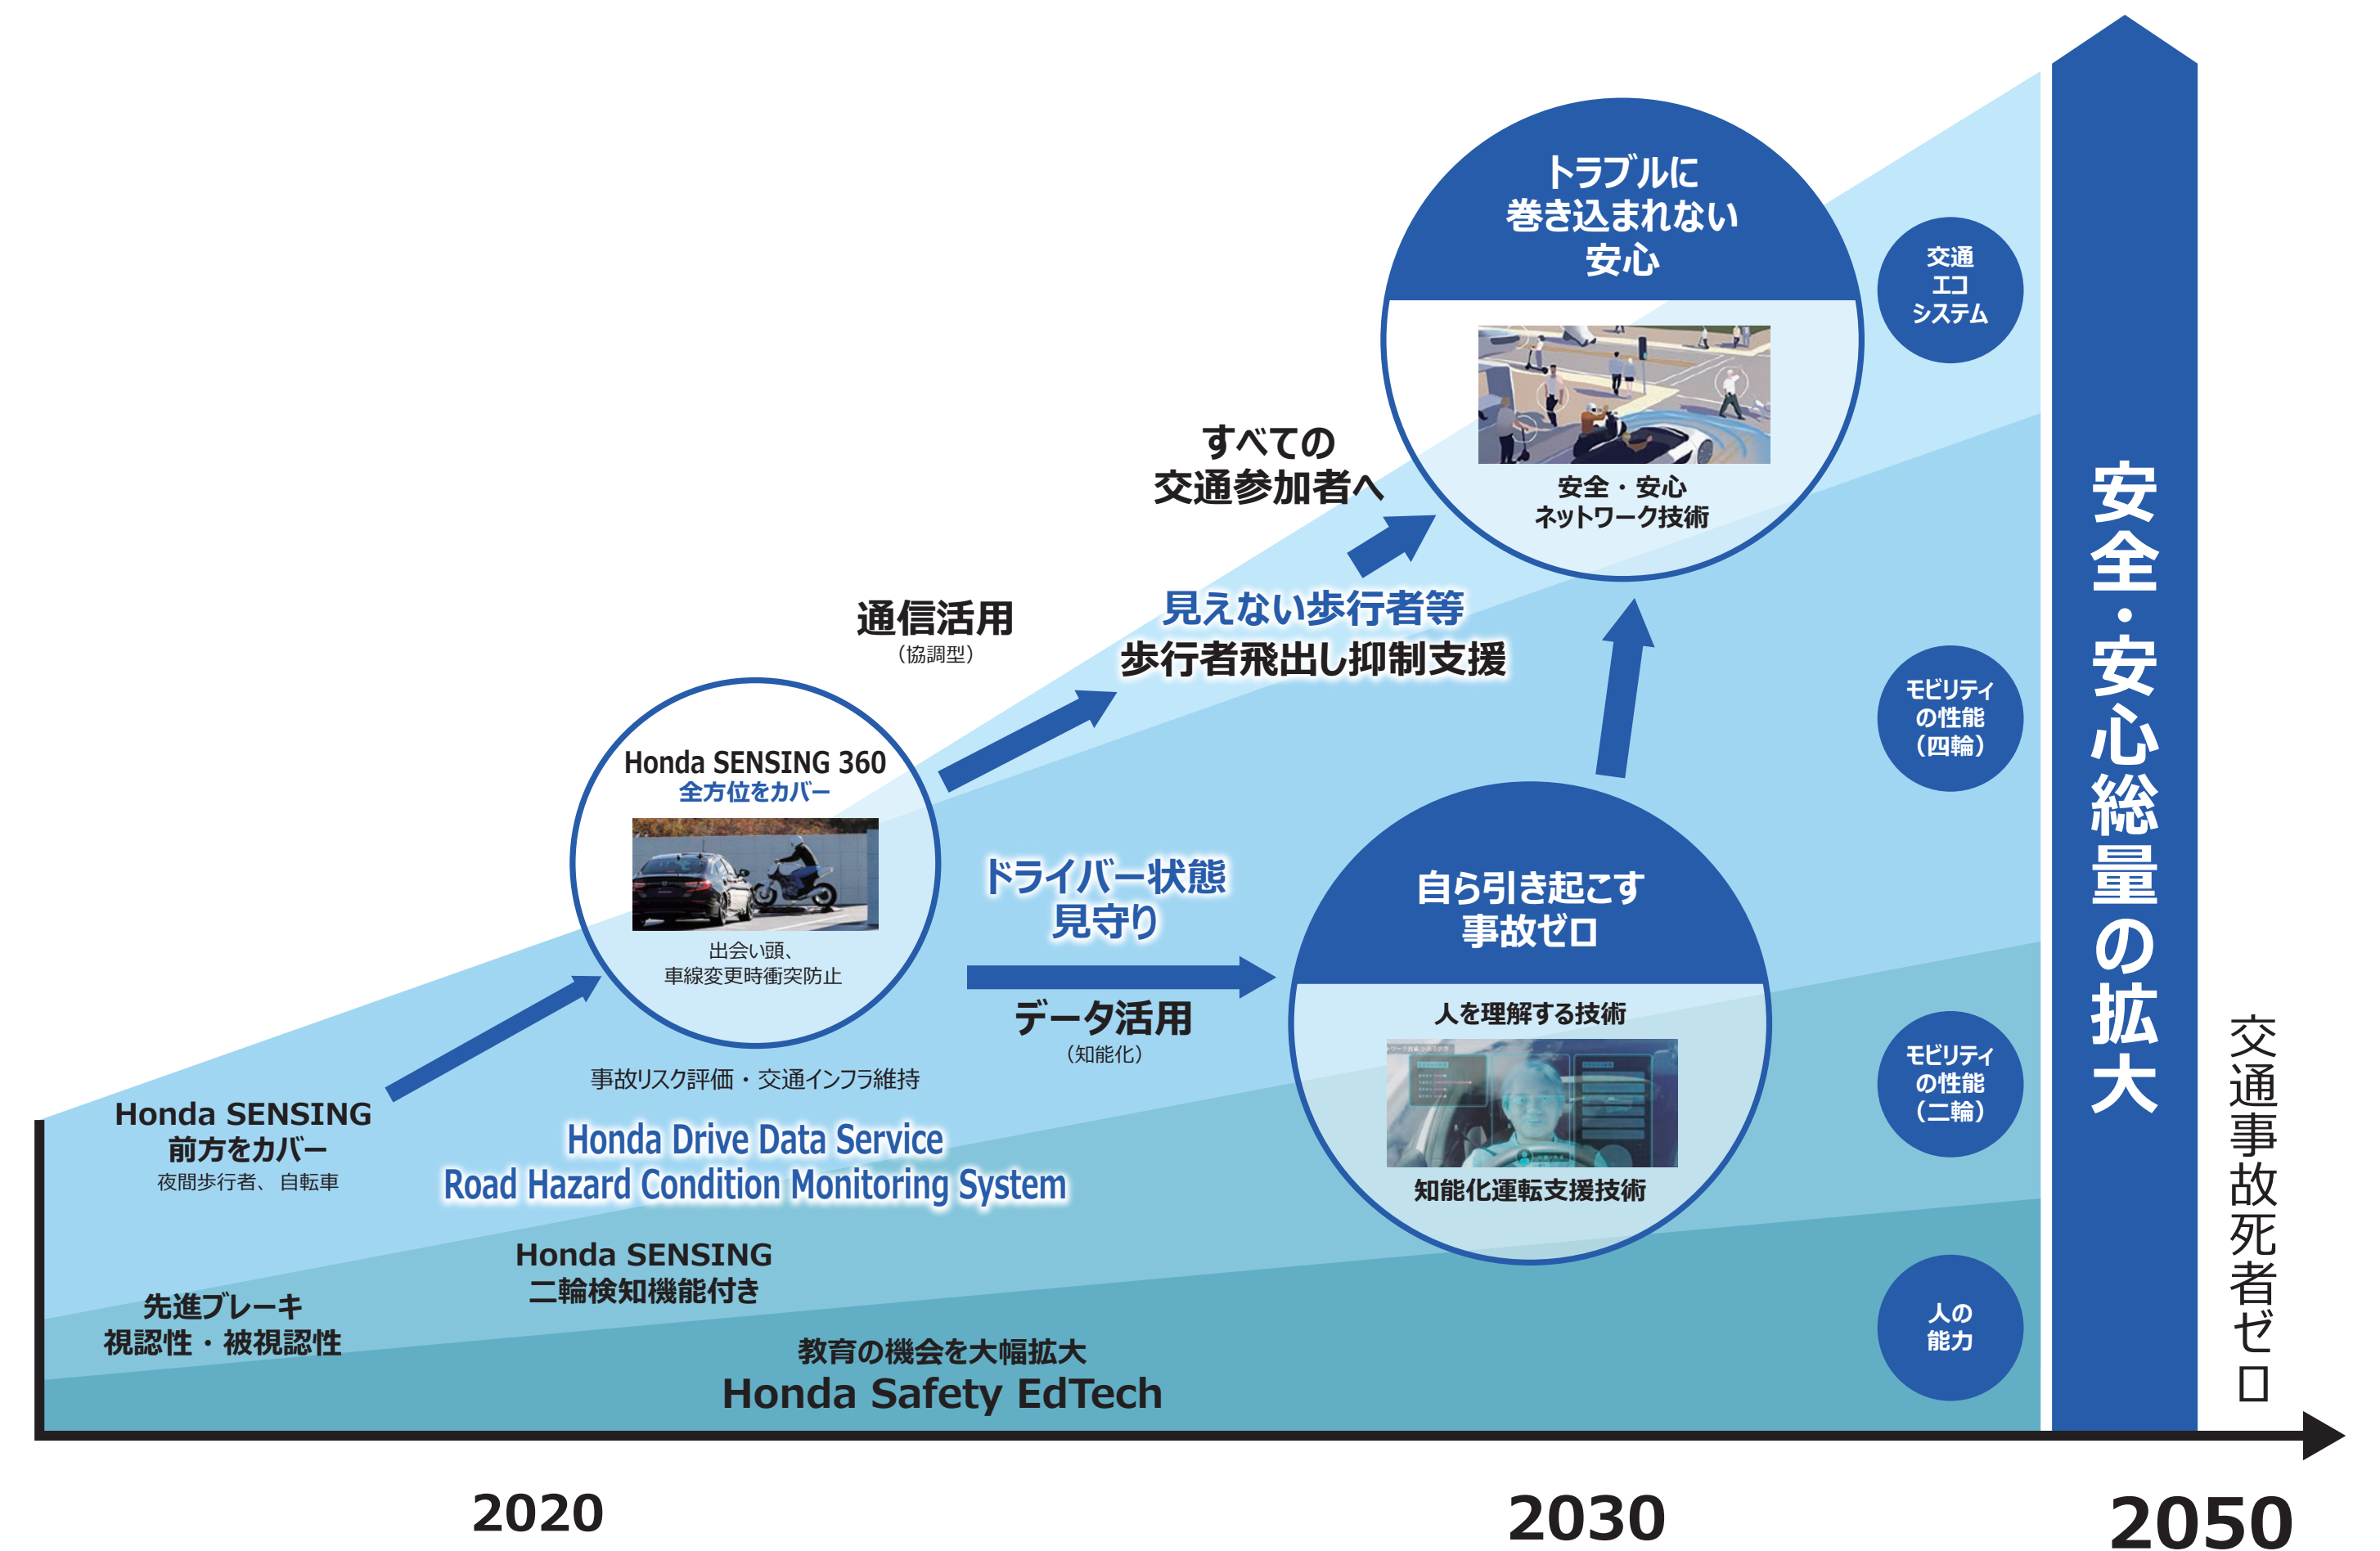 トラブルに
巻き込まれない
安心
安全・安心
ネットワーク技術
交通
エコ
システム
すべての
交通参加者へ
見えない歩行者等
歩行者飛出し抑制支援
通信活用
（協調型）
Honda SENSING 360
全方位をカバー
出会い頭、
車線変更時衝突防止
ドライバー状態
見守り
データ活用
（知能化）
自ら引き起こす
事故ゼロ
人を理解する技術
知能化運転支援技術
モビリティ
の性能
（四輪）
モビリティ
の性能
（二輪）
人の
能力
事故リスク評価・交通インフラ維持
Honda Drive Data Service
Road Hazard Condition Monitoring System
Honda SENSING
前方をカバー
夜間歩行者、自転車
Honda SENSING
二輪検知機能付き
先進ブレーキ
視認性・被視認性
教育の機会を大幅拡大
Honda Safety EdTech
安全・安心総量の拡大
交通事故死者ゼロ
2020
2030
2050